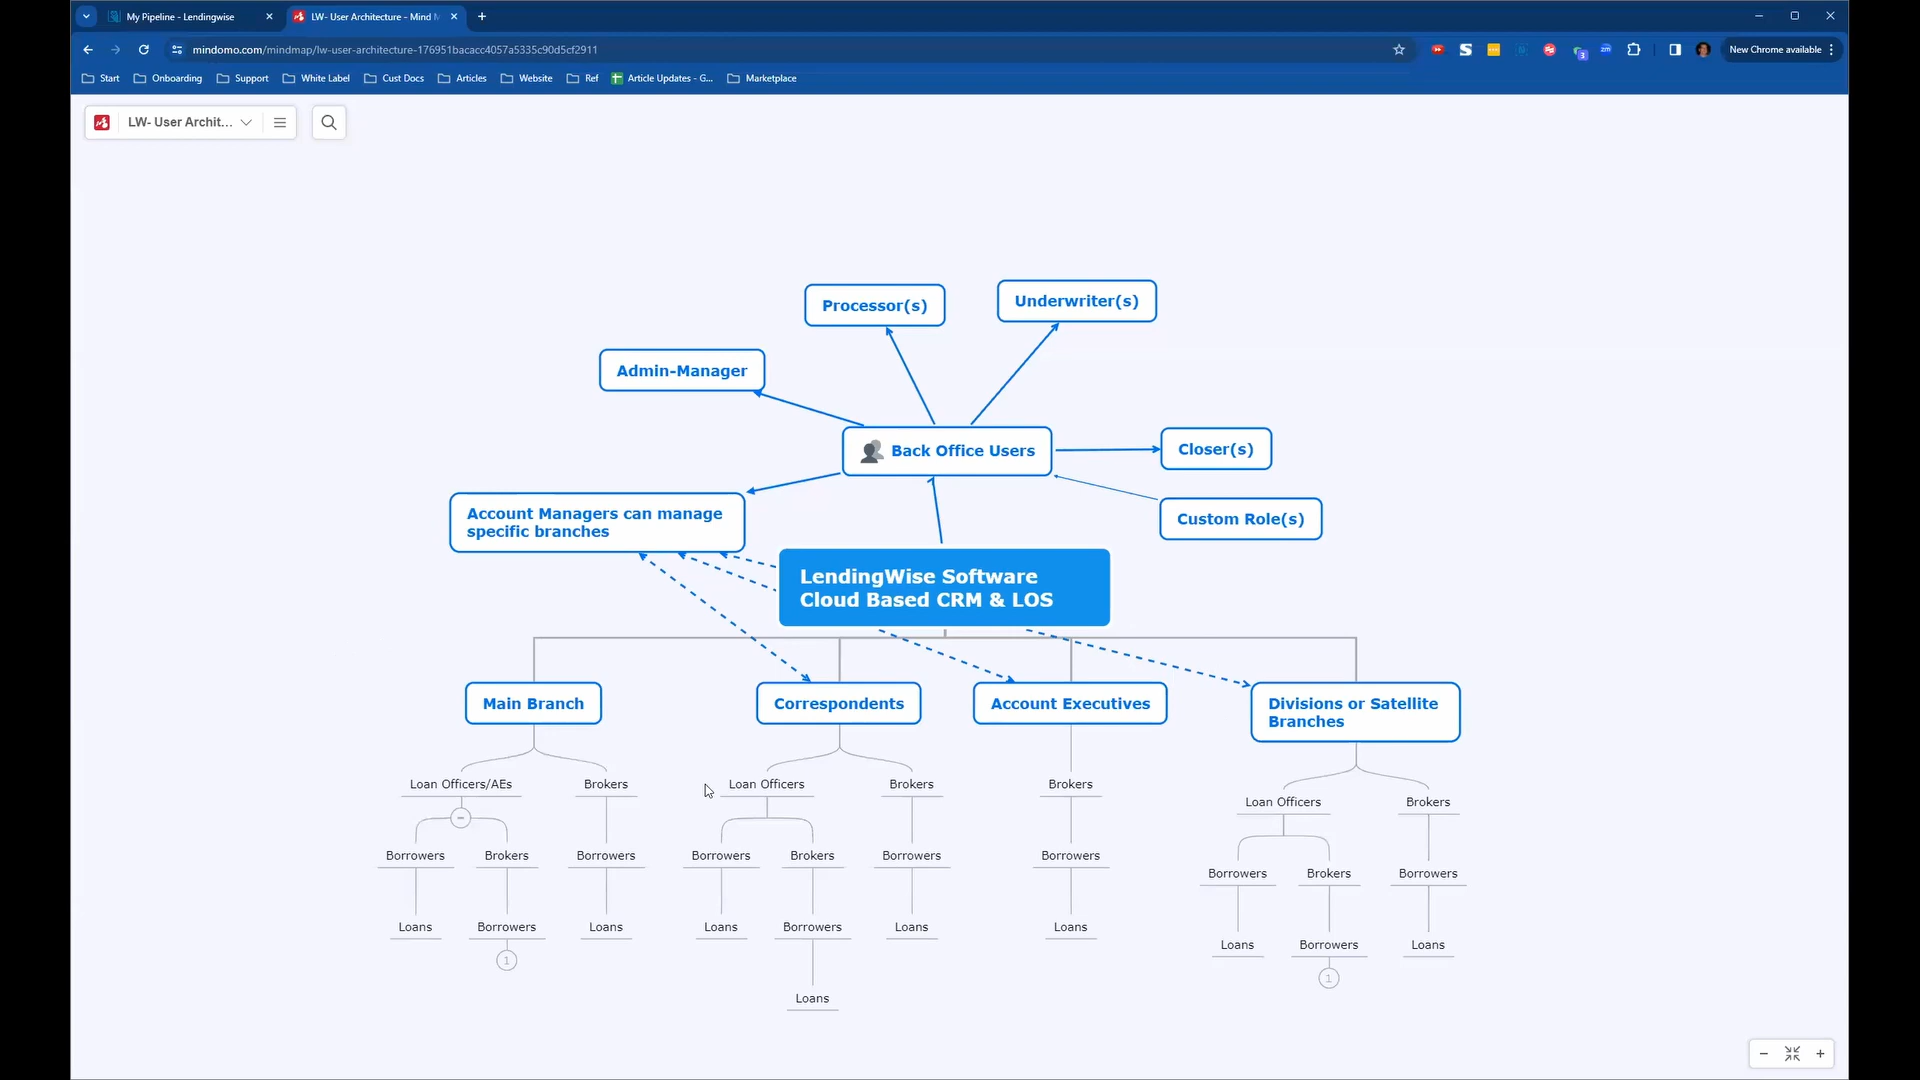 My Pipeline - Lendingwise
LW- User Architecture - Mind M
mindomo.com/mindmap/lw-user-architecture-176951bacacc4057a5335c90d5cf2911
New Chrome available
Start
Onboarding
Support
White Label
Cust Docs
Articles
Website
Ref
Article Updates - G...
Marketplace
LW- User Archit...
Processor(s)
Underwriter(s)
Admin-Manager
Back Office Users
Closer(s)
Account Managers can manage
specific branches
Custom Role(s)
LendingWise Software
Cloud Based CRM & LOS
Main Branch
Correspondents
Account Executives
Divisions or Satellite
Branches
Loan Officers/AEs
Brokers
Loan Officers
Brokers
Brokers
Loan Officers
Brokers
Borrowers
Brokers
Borrowers
Borrowers
Brokers
Borrowers
Borrowers
Borrowers
Brokers
Borrowers
Loans
Borrowers
Loans
Loans
Borrowers
Loans
Loans
Loans
Borrowers
Loans
1
1
Loans